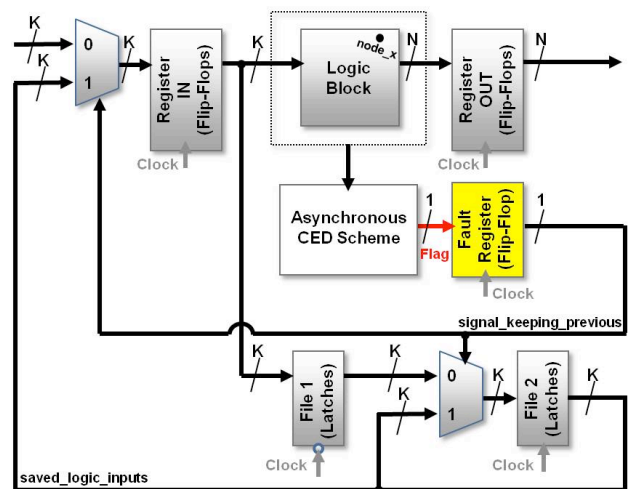 K
K
K
K
N
N
0
1
Register
IN
(Flip-Flops)
Clock
node_x
Logic
Block
Register
OUT
(Flip-Flops)
Clock
Asynchronous
CED Scheme
1
Flag
Fault
Register
(Flip-Flop)
1
Clock
signal_keeping_previous
K
File 1
(Latches)
Clock
K
K
0
1
K
File 2
(Latches)
Clock
K
saved_logic_inputs